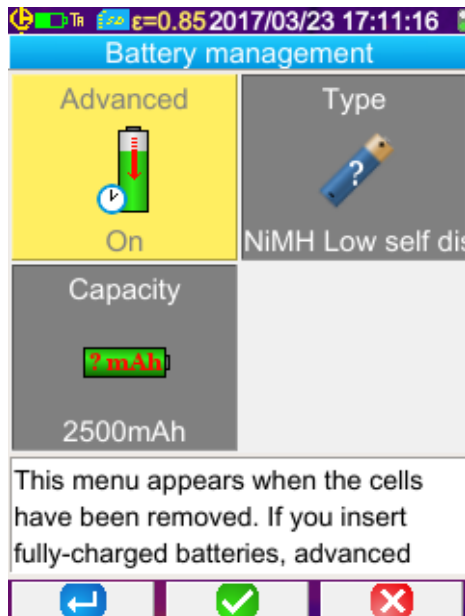 TA ε=0.85 2017/03/23 17:11:16
Battery management
Advanced
On
Type
?
NiMH Low self dis
Capacity
? mAh
2500mAh
This menu appears when the cells
have been removed. If you insert
fully-charged batteries, advanced